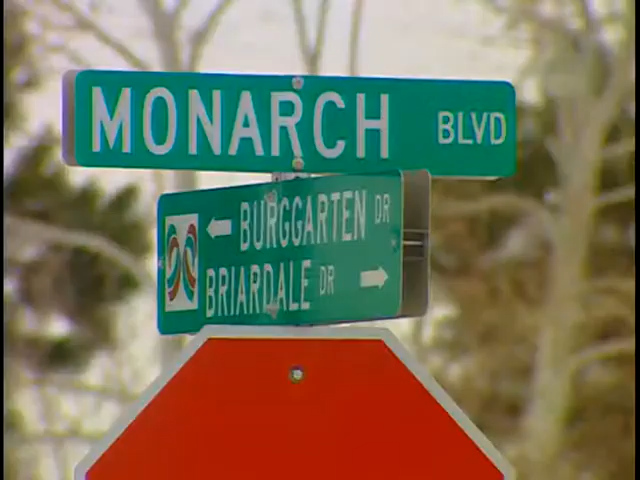 MONARCH BLVD
← BURGGARTEN DR
BRIARDALE DR →